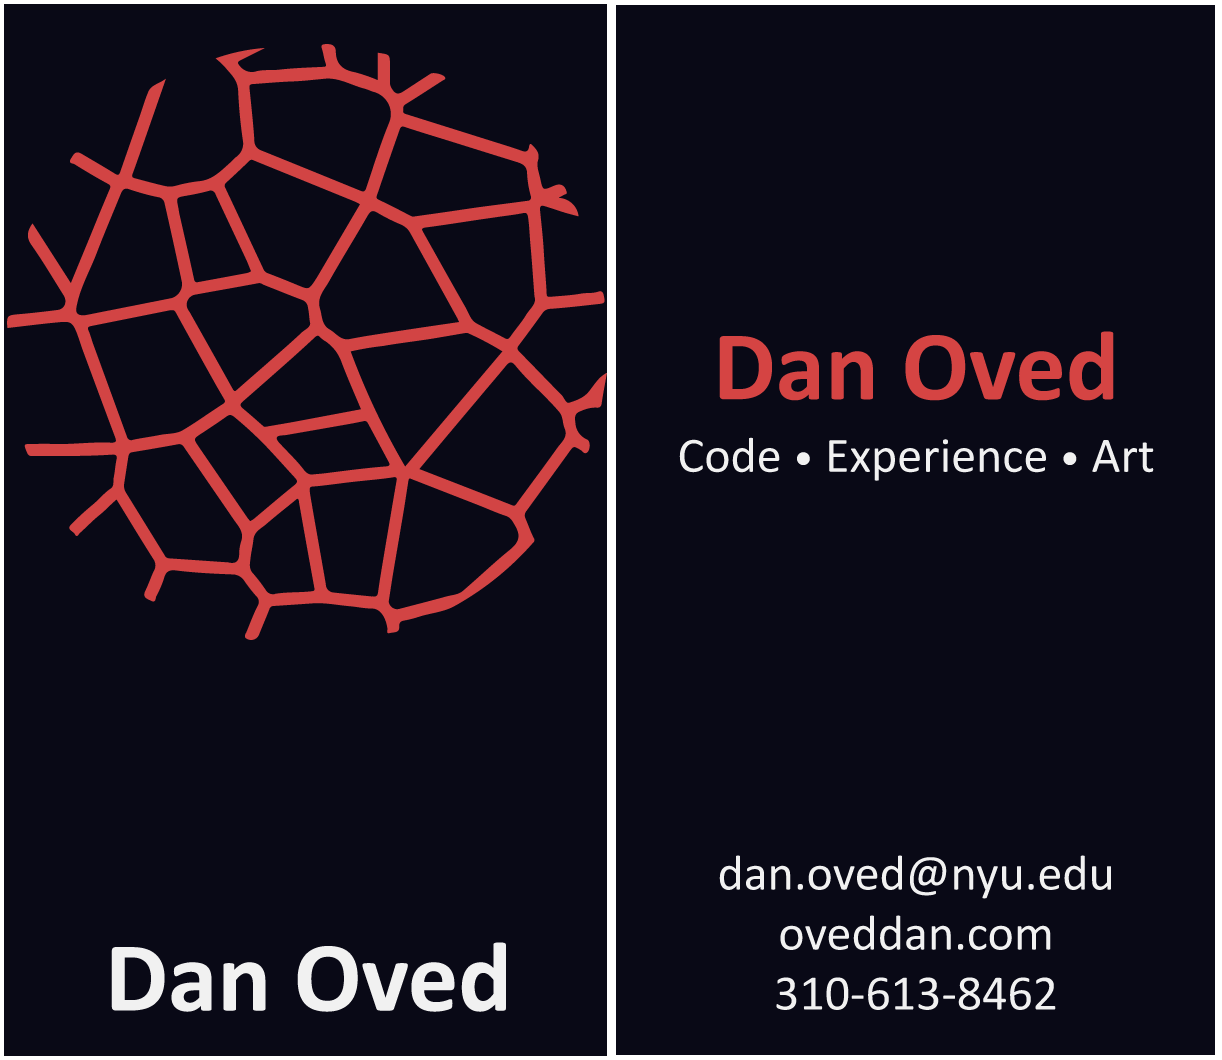 Dan Oved
Dan Oved
Code • Experience • Art
dan.oved@nyu.edu
oveddan.com
310-613-8462